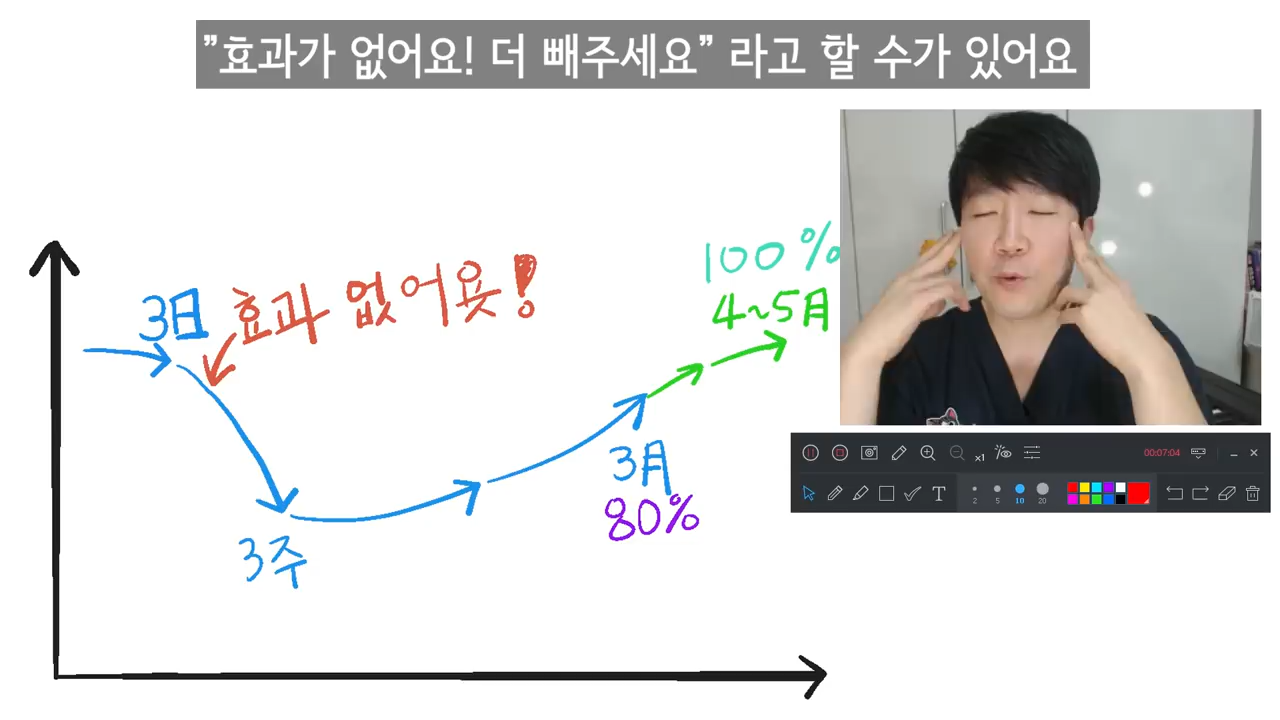 ”효과가 없어요! 더 빼주세요” 라고 할 수가 있어요
100%
3日 효과 없어욧!
4~5月
3月
80%
3주
x1
00:07:04
2 5 10 20
T